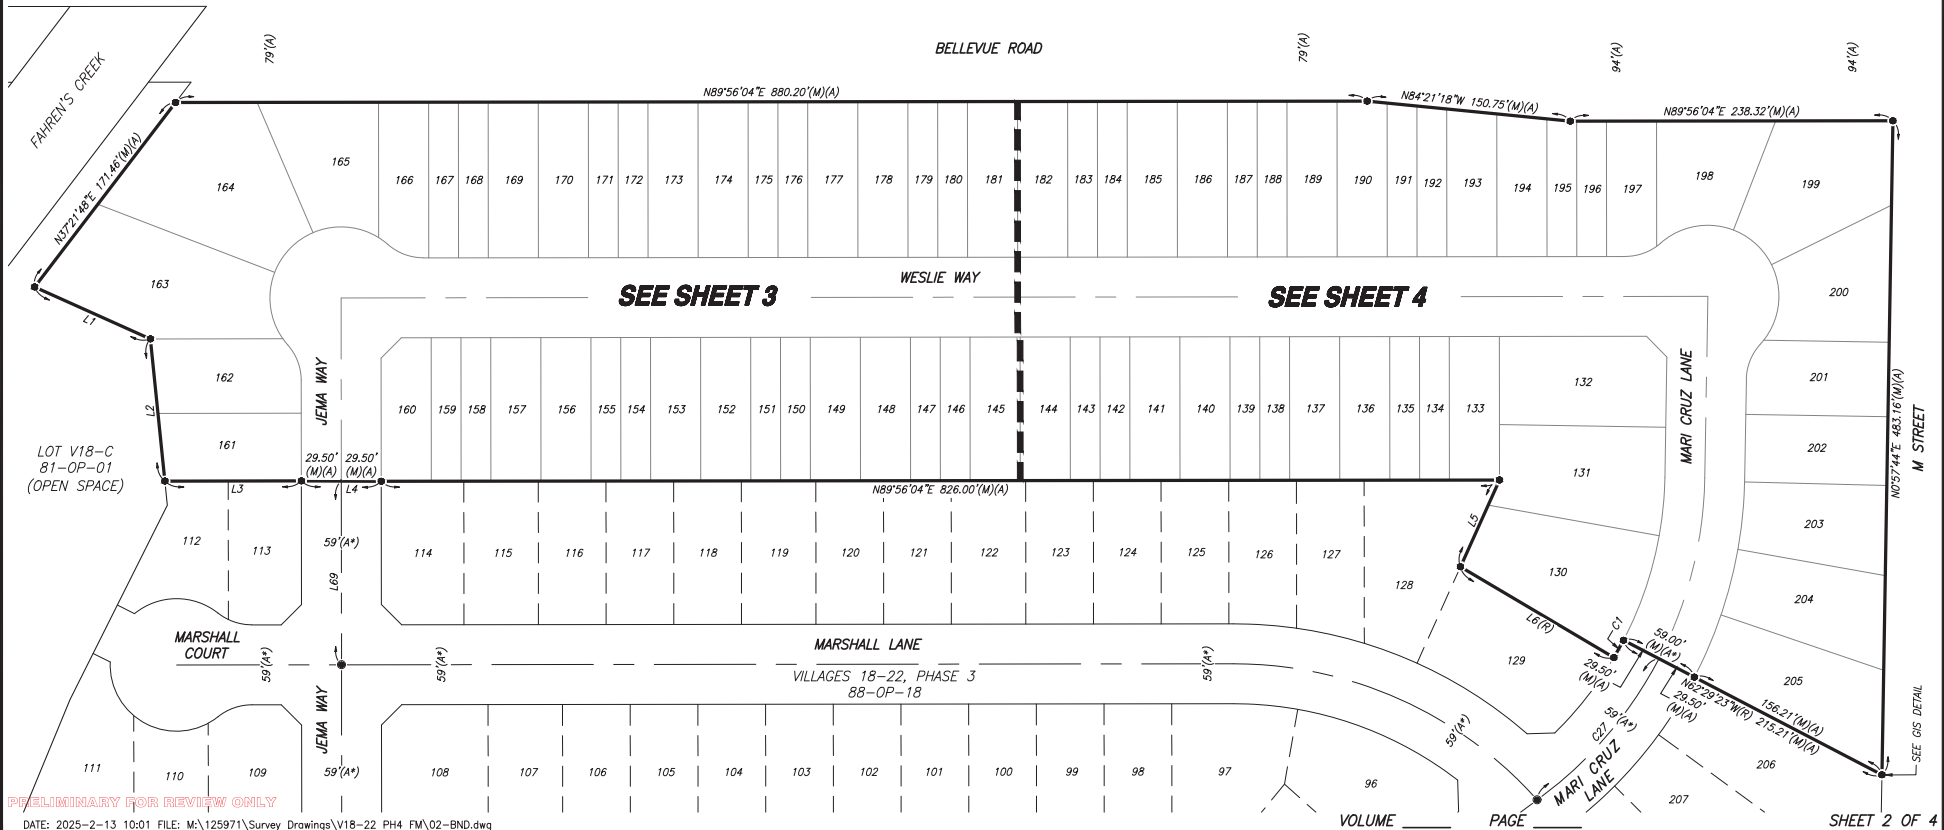 BELLEVUE ROAD
79'(A)
79'(A)
94'(A)
94'(A)
FAHREN'S CREEK
N89°56'04"E 880.20'(M)(A)
N84°21'18"W 150.75'(M)(A)
N89°56'04"E 238.32'(M)(A)
N37°21'48"E 171.46'(M)(A)
164
165
166
167
168
169
170
171
172
173
174
175
176
177
178
179
180
181
182
183
184
185
186
187
188
189
190
191
192
193
194
195
196
197
198
199
163
WESLIE WAY
SEE SHEET 3
SEE SHEET 4
200
L1
162
L2
161
JEMA WAY
160
159
158
157
156
155
154
153
152
151
150
149
148
147
146
145
144
143
142
141
140
139
138
137
136
135
134
133
132
131
MARI CRUZ LANE
201
202
203
N0°57'44"E 483.16'(M)(A)
M STREET
LOT V18-C
81-OP-01
(OPEN SPACE)
29.50'
(M)(A)
29.50'
(M)(A)
L3
L4
N89°56'04"E 826.00'(M)(A)
L5
112
113
59'(A*)
L69
114
115
116
117
118
119
120
121
122
123
124
125
126
127
128
130
L6(R)
C1
59.00'
(M)(A*)
204
205
MARSHALL
COURT
59'(A*)
59'(A*)
MARSHALL LANE
VILLAGES 18-22, PHASE 3
88-OP-18
59'(A*)
129
29.50'
(M)(A)
N62°29'23"W(R) 215.21'(M)(A)
156.21'(M)(A)
29.50'
(M)(A)
59'(A*)
C27
59'(A*)
MARI CRUZ
LANE
SEE GIS DETAIL
JEMA WAY
59'(A*)
111
110
109
108
107
106
105
104
103
102
101
100
99
98
97
96
206
207
PRELIMINARY FOR REVIEW ONLY
DATE: 2025-2-13 10:01 FILE: M:\125971\Survey Drawings\V18-22 PH4 FM\02-BND.dwg
VOLUME ____ PAGE ____
SHEET 2 OF 4